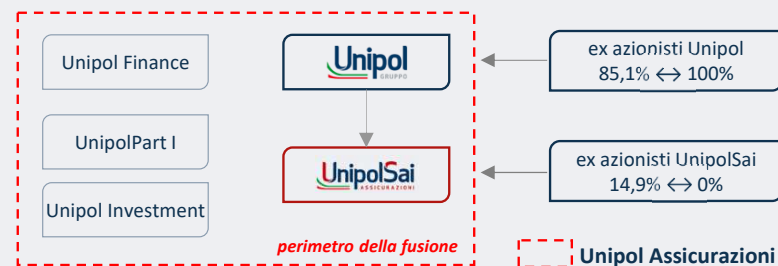 Unipol Finance
Unipol
GRUPPO
ex azionisti Unipol
85,1% ↔ 100%
UnipolPart I
UnipolSai
ASSICURAZIONI
ex azionisti UnipolSai
14,9% ↔ 0%
Unipol Investment
perimetro della fusione
Unipol Assicurazioni